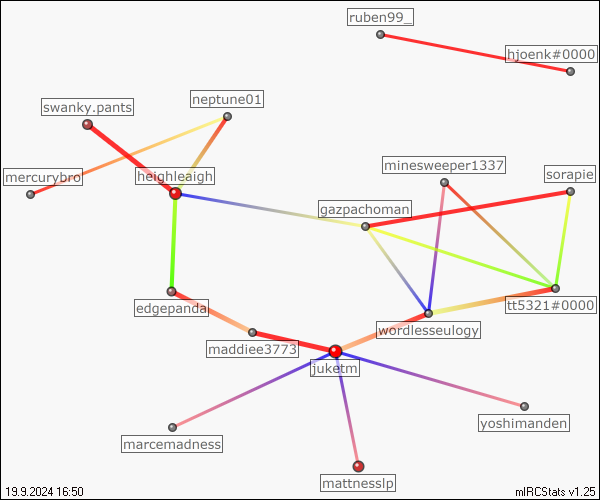 ruben99_
hjoenk#0000
neptune01
swanky.pants
minesweeper1337
mercurybro
heighleaigh
sorapie
gazpachoman
edgepanda
tt5321#0000
wordlesseulogy
maddiee3773
juketm
yoshimanden
marcemadness
mattnesslp
19.9.2024 16:50
mIRCStats v1.25